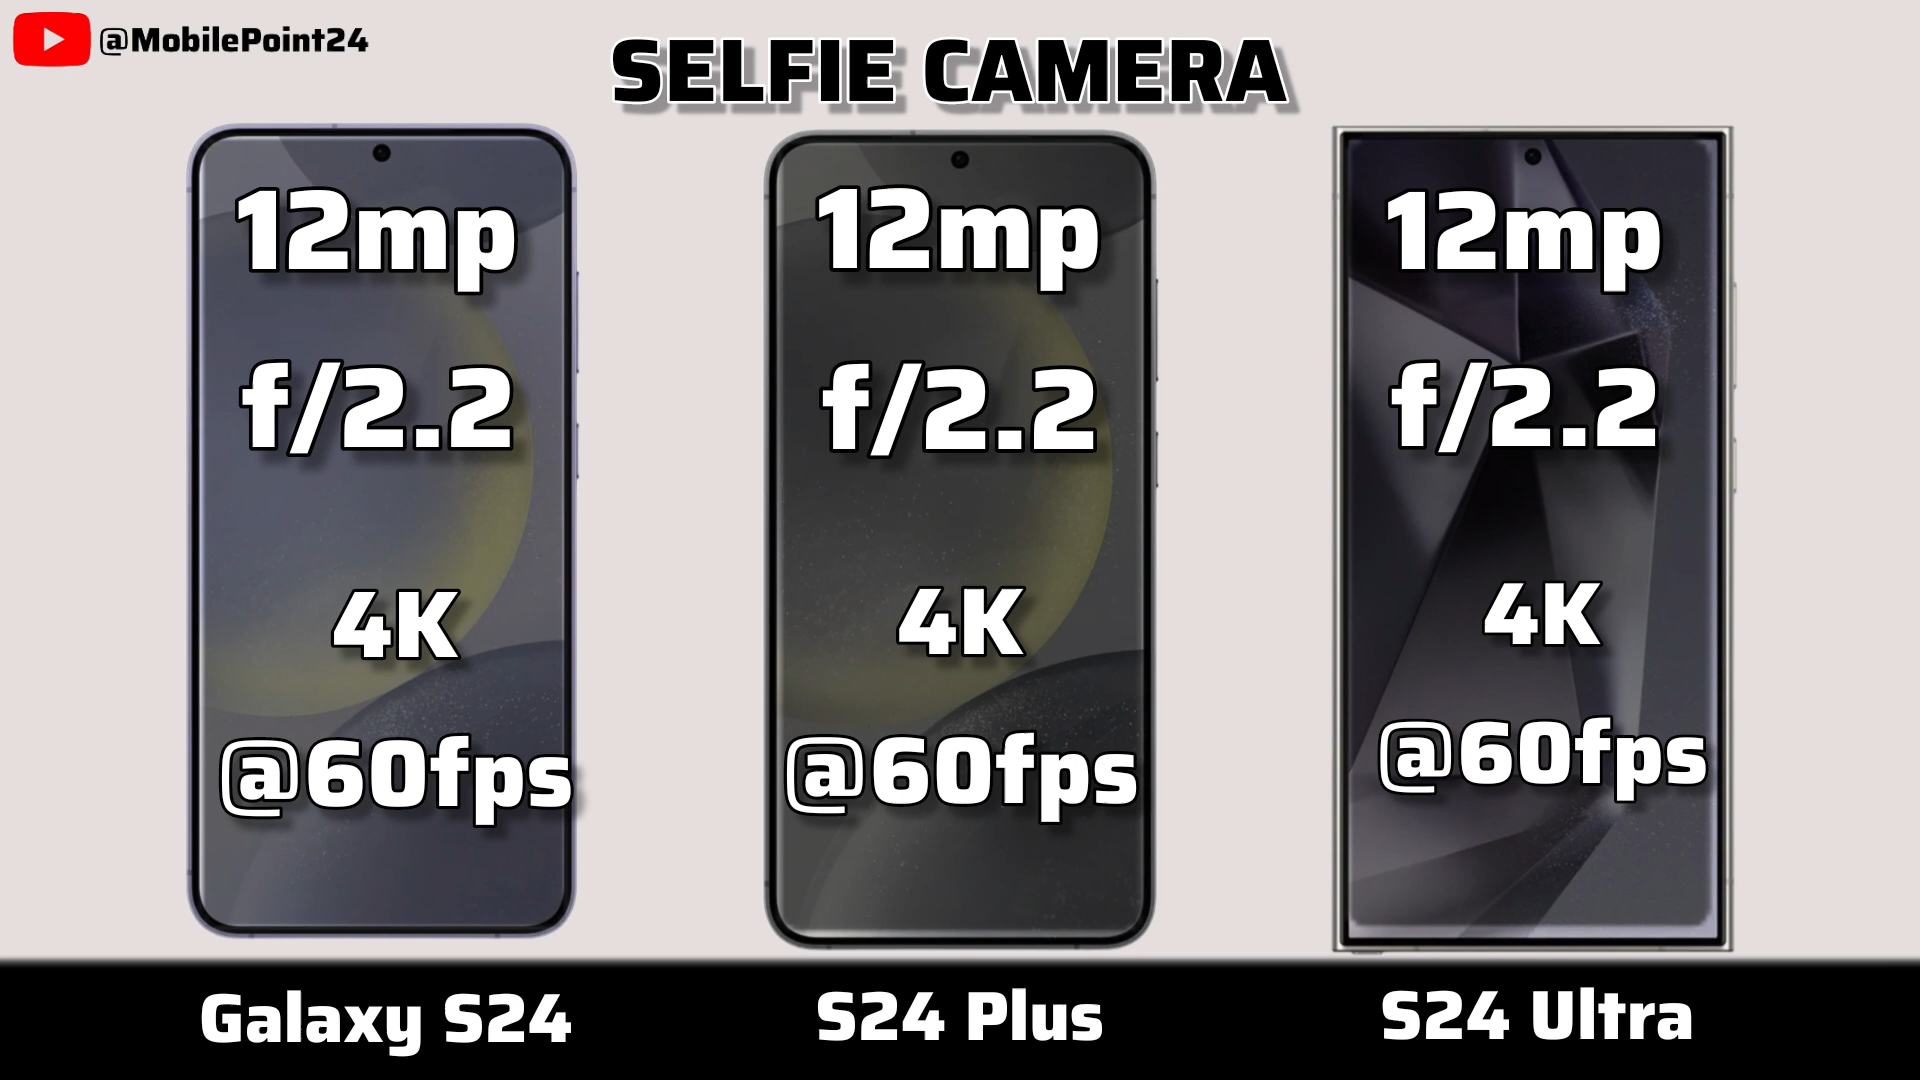 @MobilePoint24
SELFIE CAMERA
12mp
f/2.2
4K
@60fps
12mp
f/2.2
4K
@60fps
12mp
f/2.2
4K
@60fps
Galaxy S24
S24 Plus
S24 Ultra